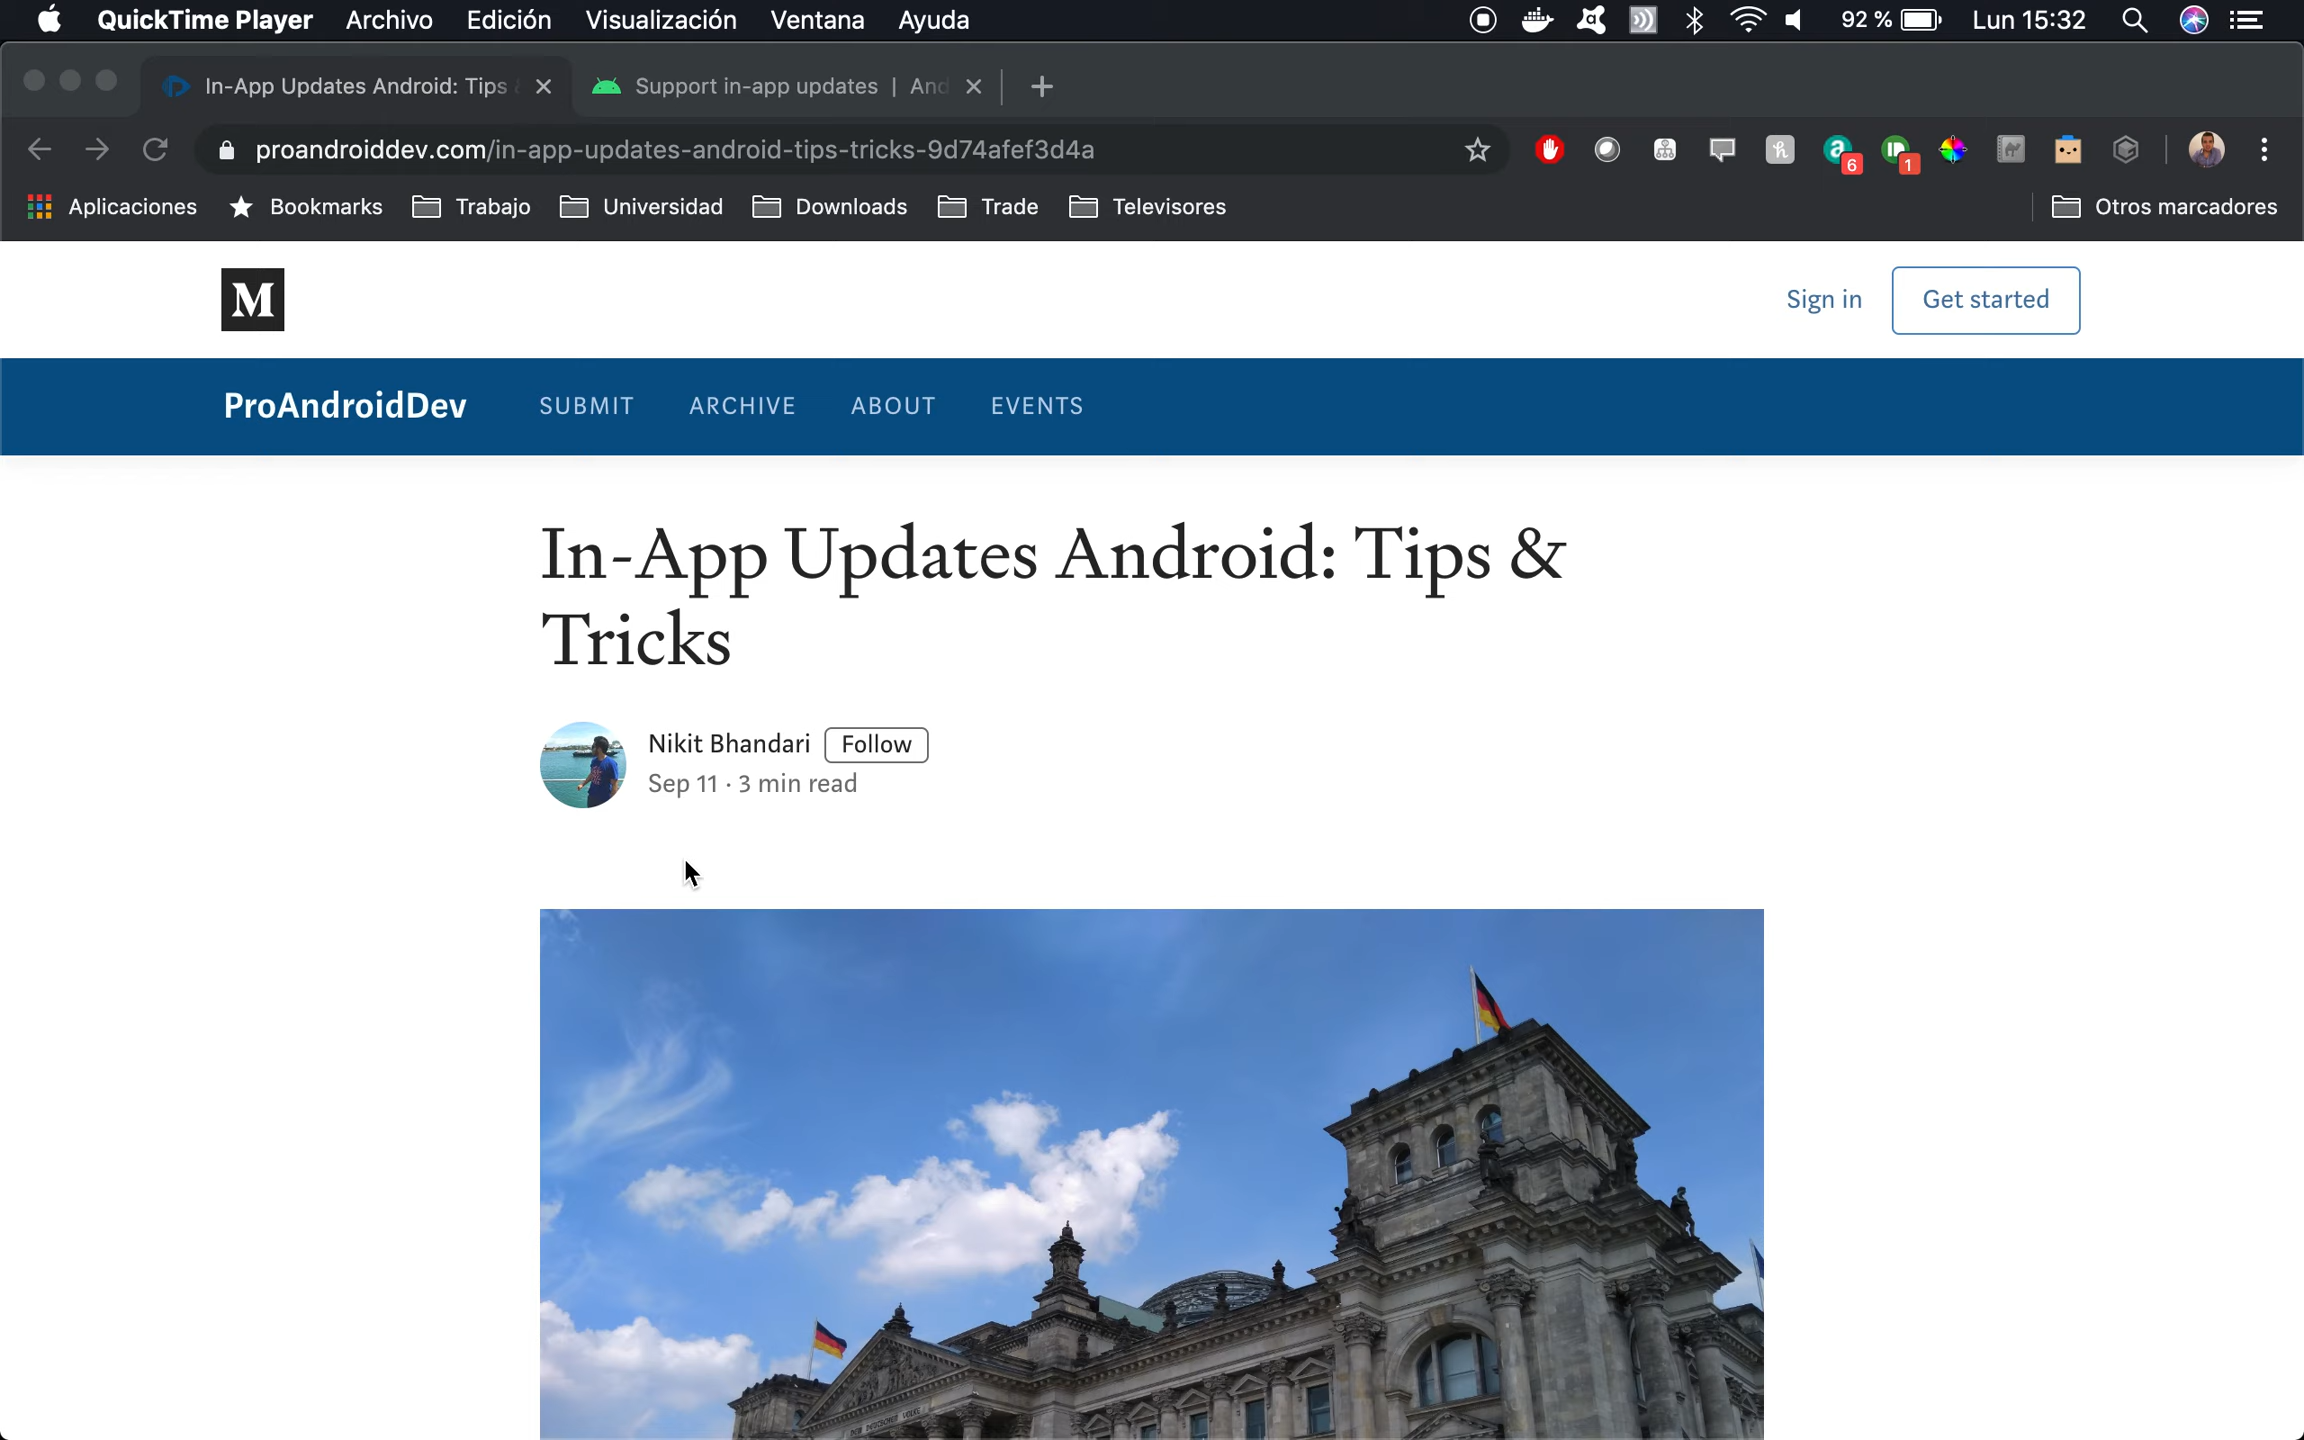 QuickTime Player Archivo Edición Visualización Ventana Ayuda 92 % Lun 15:32
In-App Updates Android: Tips Support in-app updates | And
proandroiddev.com/in-app-updates-android-tips-tricks-9d74afef3d4a 6 1
Aplicaciones Bookmarks Trabajo Universidad Downloads Trade Televisores Otros marcadores
M Sign in Get started
ProAndroidDev SUBMIT ARCHIVE ABOUT EVENTS
In-App Updates Android: Tips &
Tricks
Nikit Bhandari Follow
Sep 11 · 3 min read